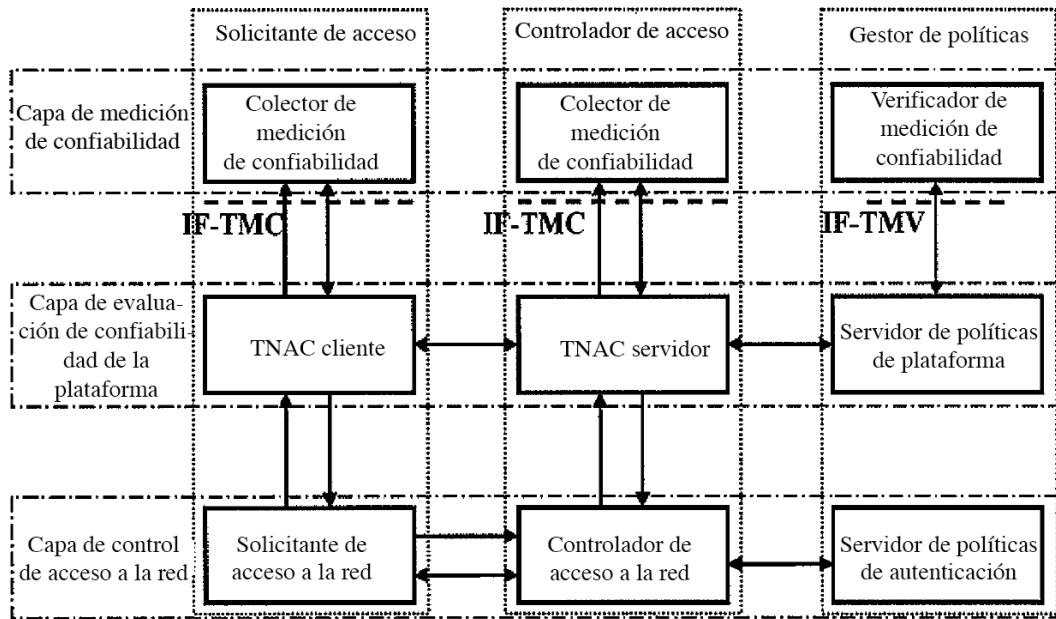 Solicitante de acceso
Controlador de acceso
Gestor de políticas
Capa de medición
de confiabilidad
Colector de
medición
de confiabilidad
Colector de
medición
de confiabilidad
Verificador de
medición de
confiabilidad
IF-TMC
IF-TMC
IF-TMV
Capa de evalua-
ción de confiabili-
dad de la
plataforma
TNAC cliente
TNAC servidor
Servidor de políticas
de plataforma
Capa de control
de acceso a la red.
Solicitante de
acceso a la red
Controlador de
acceso a la red
Servidor de políticas
de autenticación